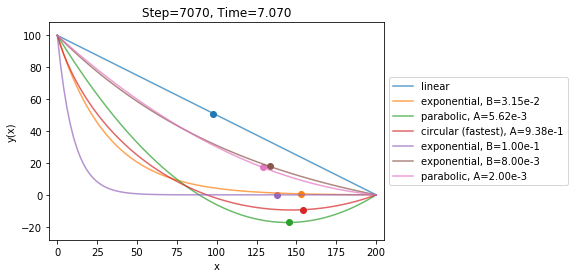 Step=7070, Time=7.070
y(x)
100
80
60
40
20
0
−20
0 25 50 75 100 125 150 175 200
x
linear
exponential, B=3.15e-2
parabolic, A=5.62e-3
circular (fastest), A=9.38e-1
exponential, B=1.00e-1
exponential, B=8.00e-3
parabolic, A=2.00e-3